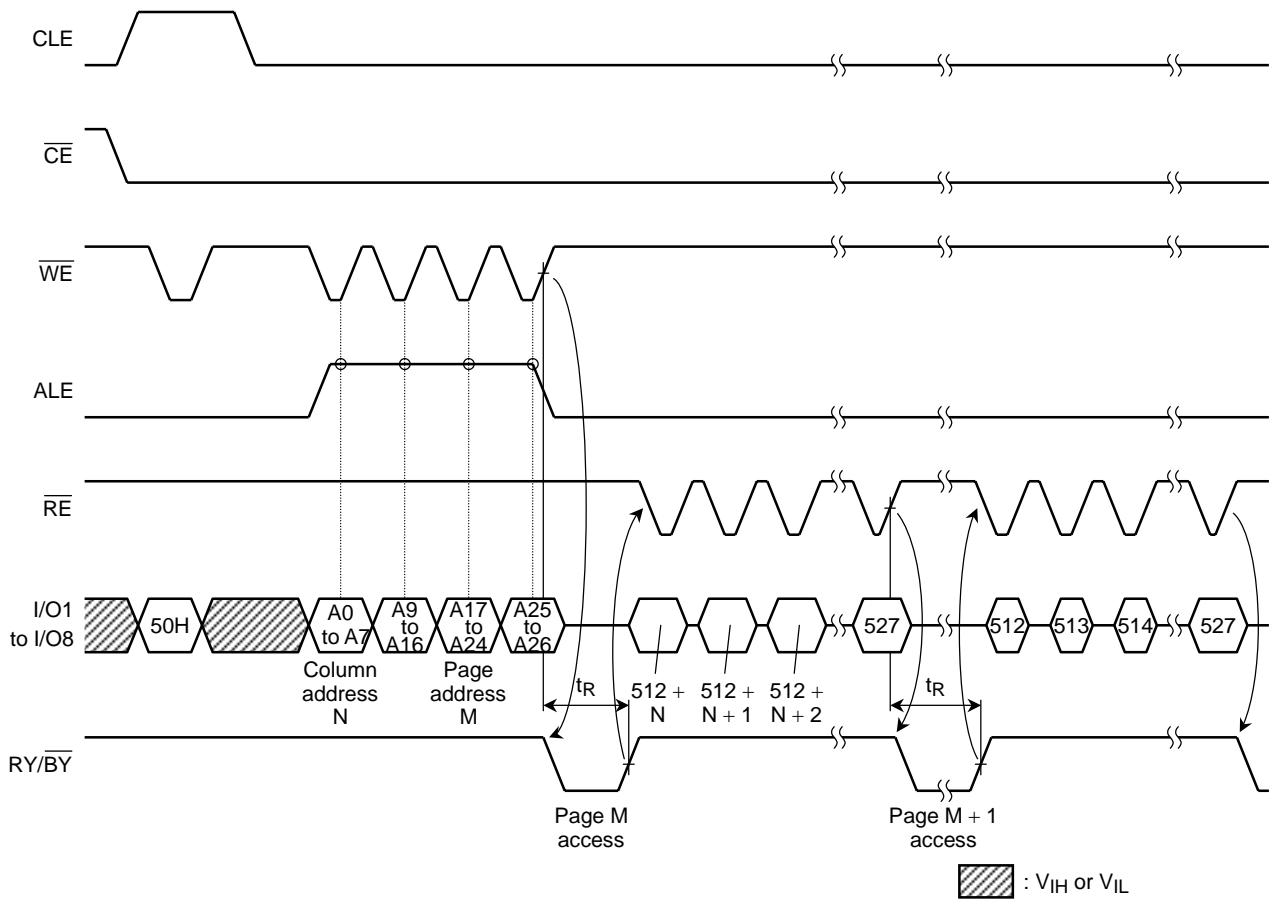 CLE
CE
WE
ALE
RE
I/O1
to I/O8
50H
A0
to A7
A9
to
A16
A17
to
A24
A25
to
A26
527
512
513
514
527
Column
address
N
Page
address
M
tR
512 +
N
512 +
N + 1
512 +
N + 2
tR
RY/BY
Page M
access
Page M + 1
access
: VIH or VIL